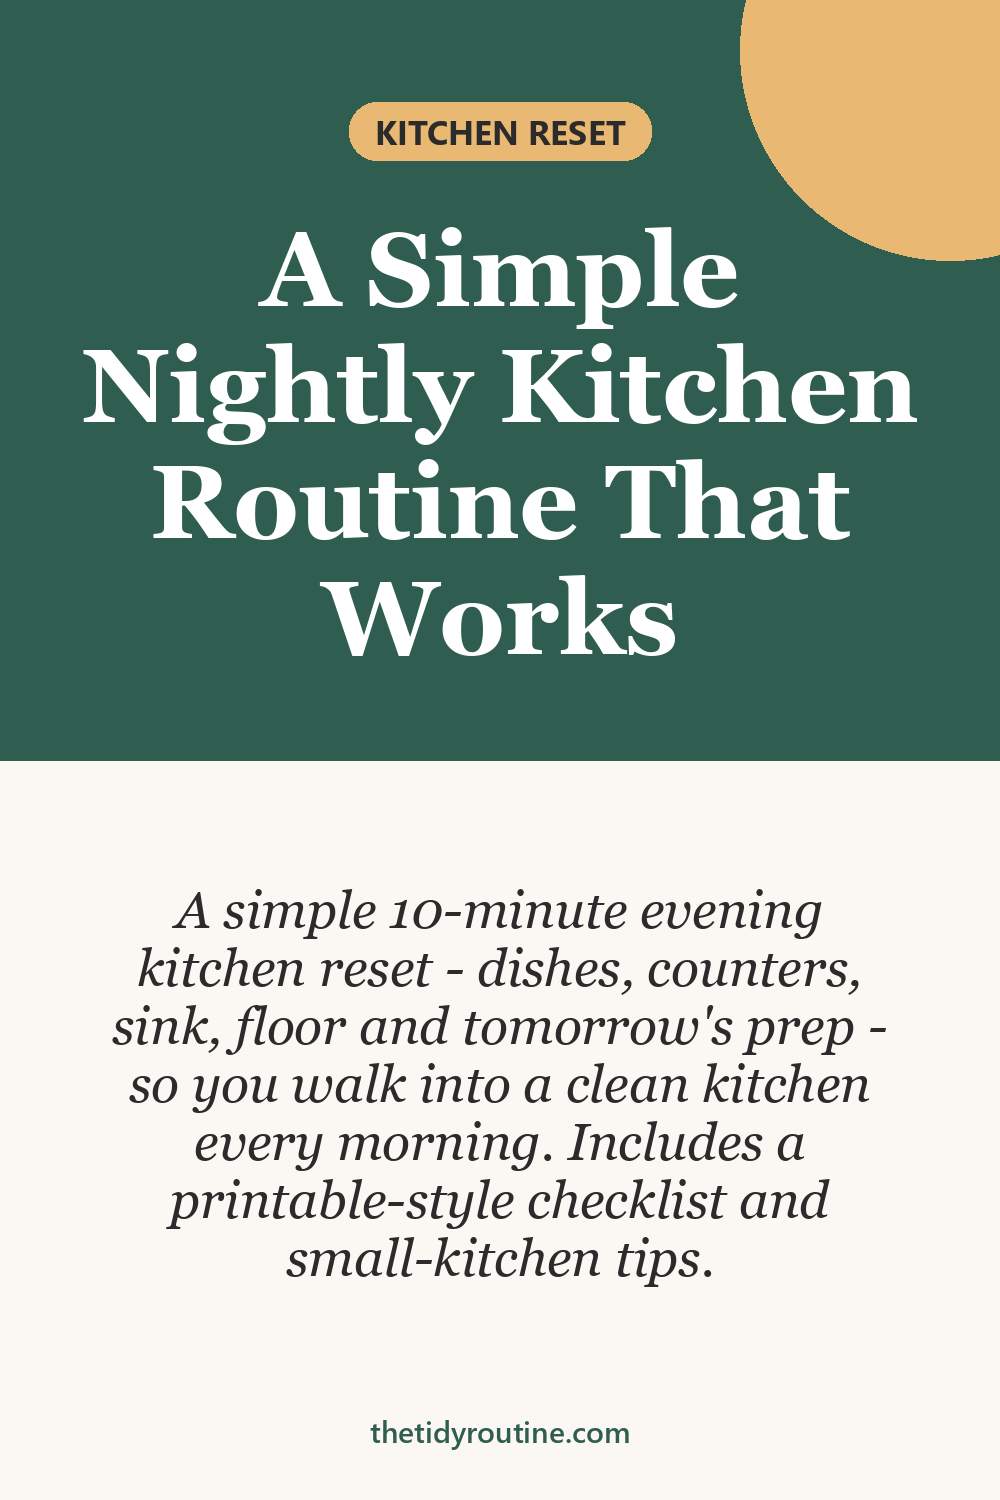 KITCHEN RESET
A Simple
Nightly Kitchen
Routine That
Works
A simple 10-minute evening
kitchen reset - dishes, counters,
sink, floor and tomorrow's prep -
so you walk into a clean kitchen
every morning. Includes a
printable-style checklist and
small-kitchen tips.
thetidyroutine.com